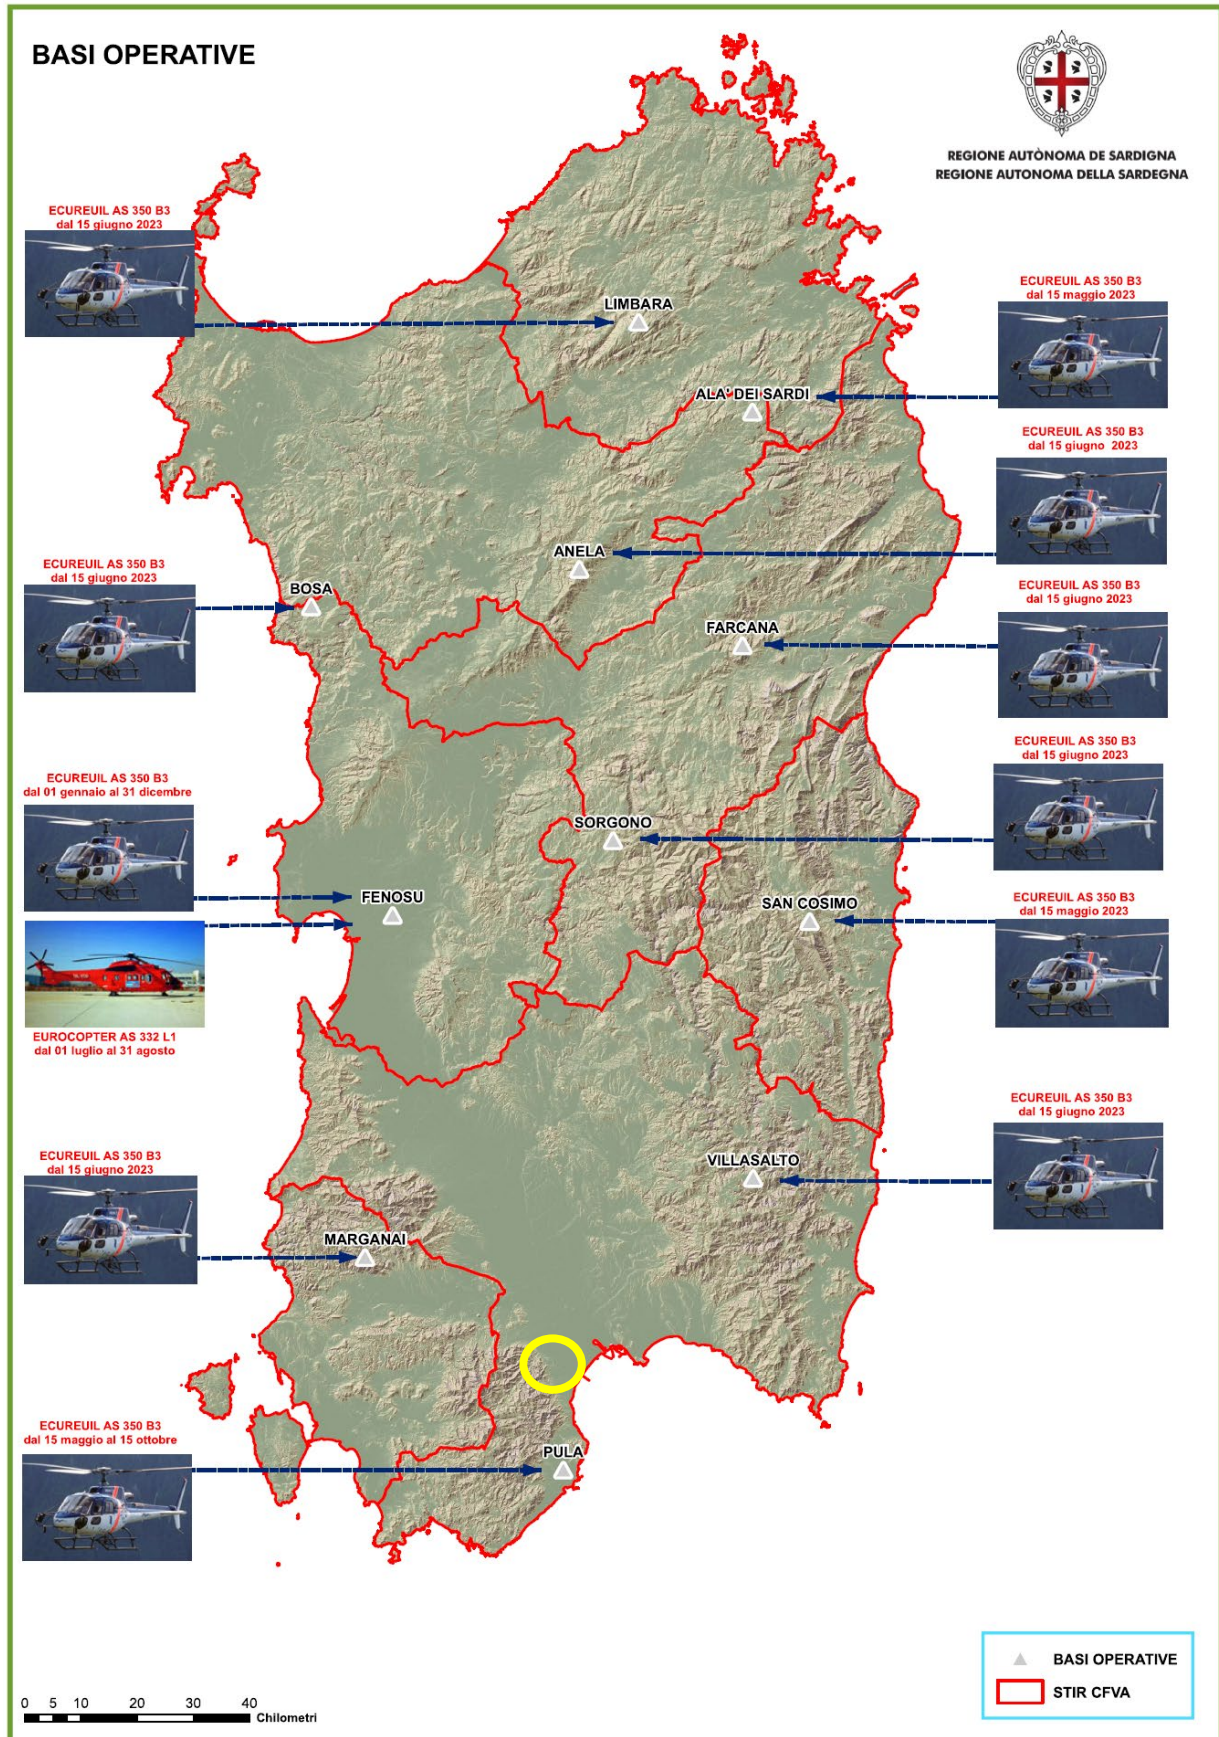 BASI OPERATIVE
REGIONE AUTÒNOMA DE SARDIGNA
REGIONE AUTONOMA DELLA SARDEGNA
ECUREUIL AS 350 B3
dal 15 giugno 2023
LIMBARA
ECUREUIL AS 350 B3
dal 15 maggio 2023
ALA' DEI SARDI
ECUREUIL AS 350 B3
dal 15 giugno 2023
ANELA
ECUREUIL AS 350 B3
dal 15 giugno 2023
BOSA
ECUREUIL AS 350 B3
dal 15 giugno 2023
FARCANA
ECUREUIL AS 350 B3
dal 15 giugno 2023
SORGONO
ECUREUIL AS 350 B3
dal 01 gennaio al 31 dicembre
FENOSU
EUROCOPTER AS 332 L1
dal 01 luglio al 31 agosto
ECUREUIL AS 350 B3
dal 15 maggio 2023
SAN COSIMO
ECUREUIL AS 350 B3
dal 15 giugno 2023
VILLASALTO
ECUREUIL AS 350 B3
dal 15 giugno 2023
MARGANAI
ECUREUIL AS 350 B3
dal 15 maggio al 15 ottobre
PULA
BASI OPERATIVE
STIR CFVA
0 5 10 20 30 40
Chilometri